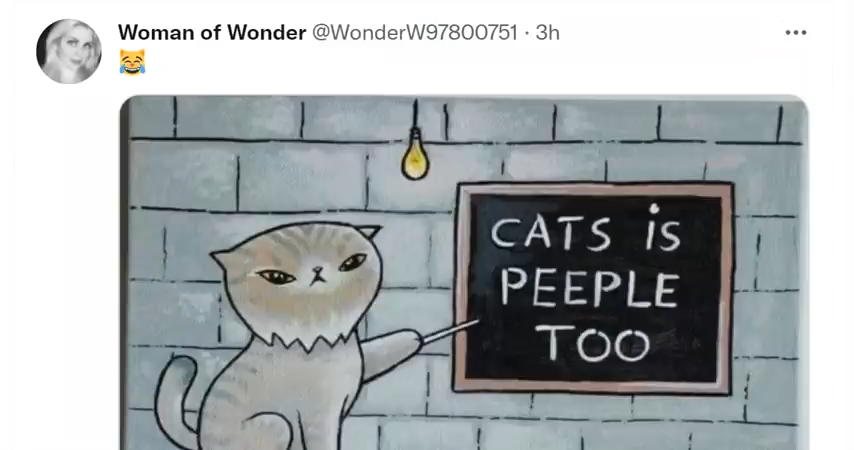 Woman of Wonder @WonderW97800751 · 3h
CATS iS
PEEPLE
TOO